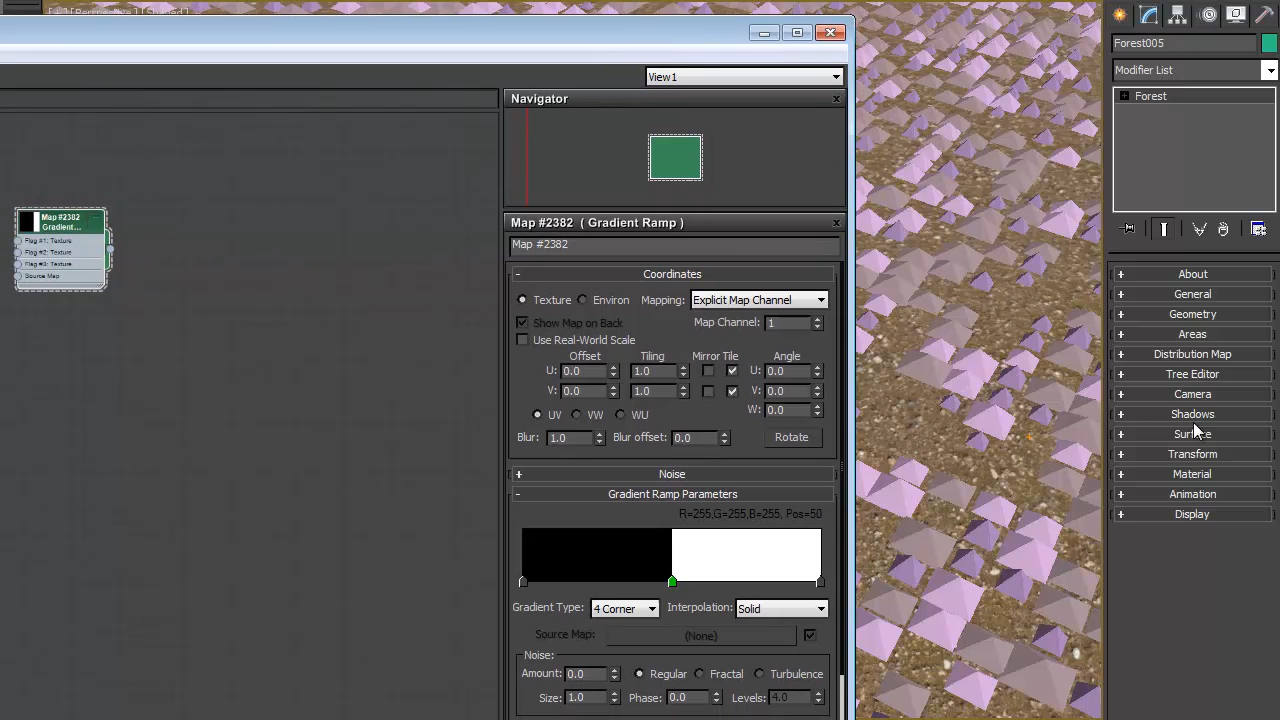 [+][Perspective][Shaded]
View1
Navigator
Map #2382
Gradient...
Flag #1: Texture
Flag #2: Texture
Flag #3: Texture
Source Map
Map #2382 ( Gradient Ramp )
Map #2382
- Coordinates
Texture Environ Mapping: Explicit Map Channel
Show Map on Back Map Channel: 1
Use Real-World Scale
Offset Tiling Mirror Tile Angle
U: 0.0 1.0 U: 0.0
V: 0.0 1.0 V: 0.0
W: 0.0
UV VW WU
Blur: 1.0 Blur offset: 0.0 Rotate
+ Noise
- Gradient Ramp Parameters
R=255,G=255,B=255, Pos=50
Gradient Type: 4 Corner Interpolation: Solid
Source Map: (None)
Noise:
Amount: 0.0 Regular Fractal Turbulence
Size: 1.0 Phase: 0.0 Levels: 4.0
Forest005
Modifier List
Forest
+ About
+ General
+ Geometry
+ Areas
+ Distribution Map
+ Tree Editor
+ Camera
+ Shadows
+ Surface
+ Transform
+ Material
+ Animation
+ Display